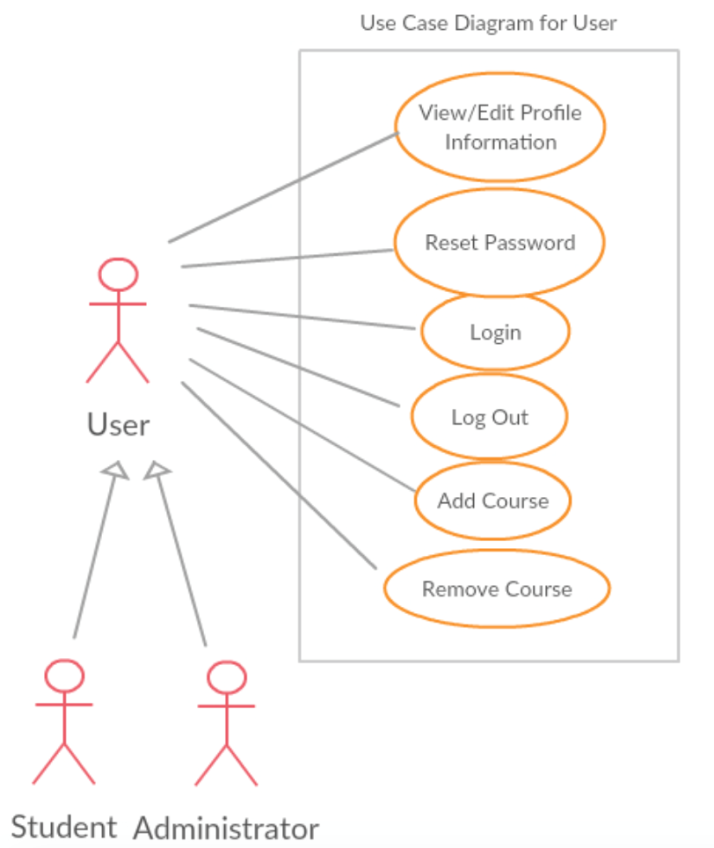 Use Case Diagram for User
View/Edit Profile
Information
Reset Password
Login
Log Out
Add Course
Remove Course
User
Student
Administrator